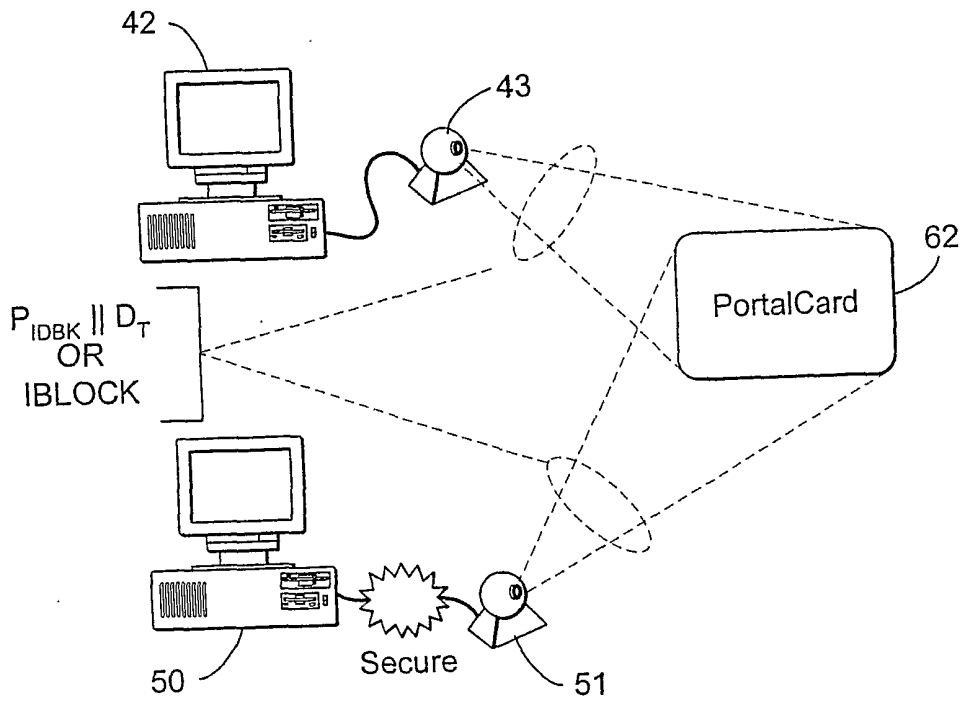 42
43
62
PortalCard
P_IDBK || D_T
OR
IBLOCK
50
Secure
51